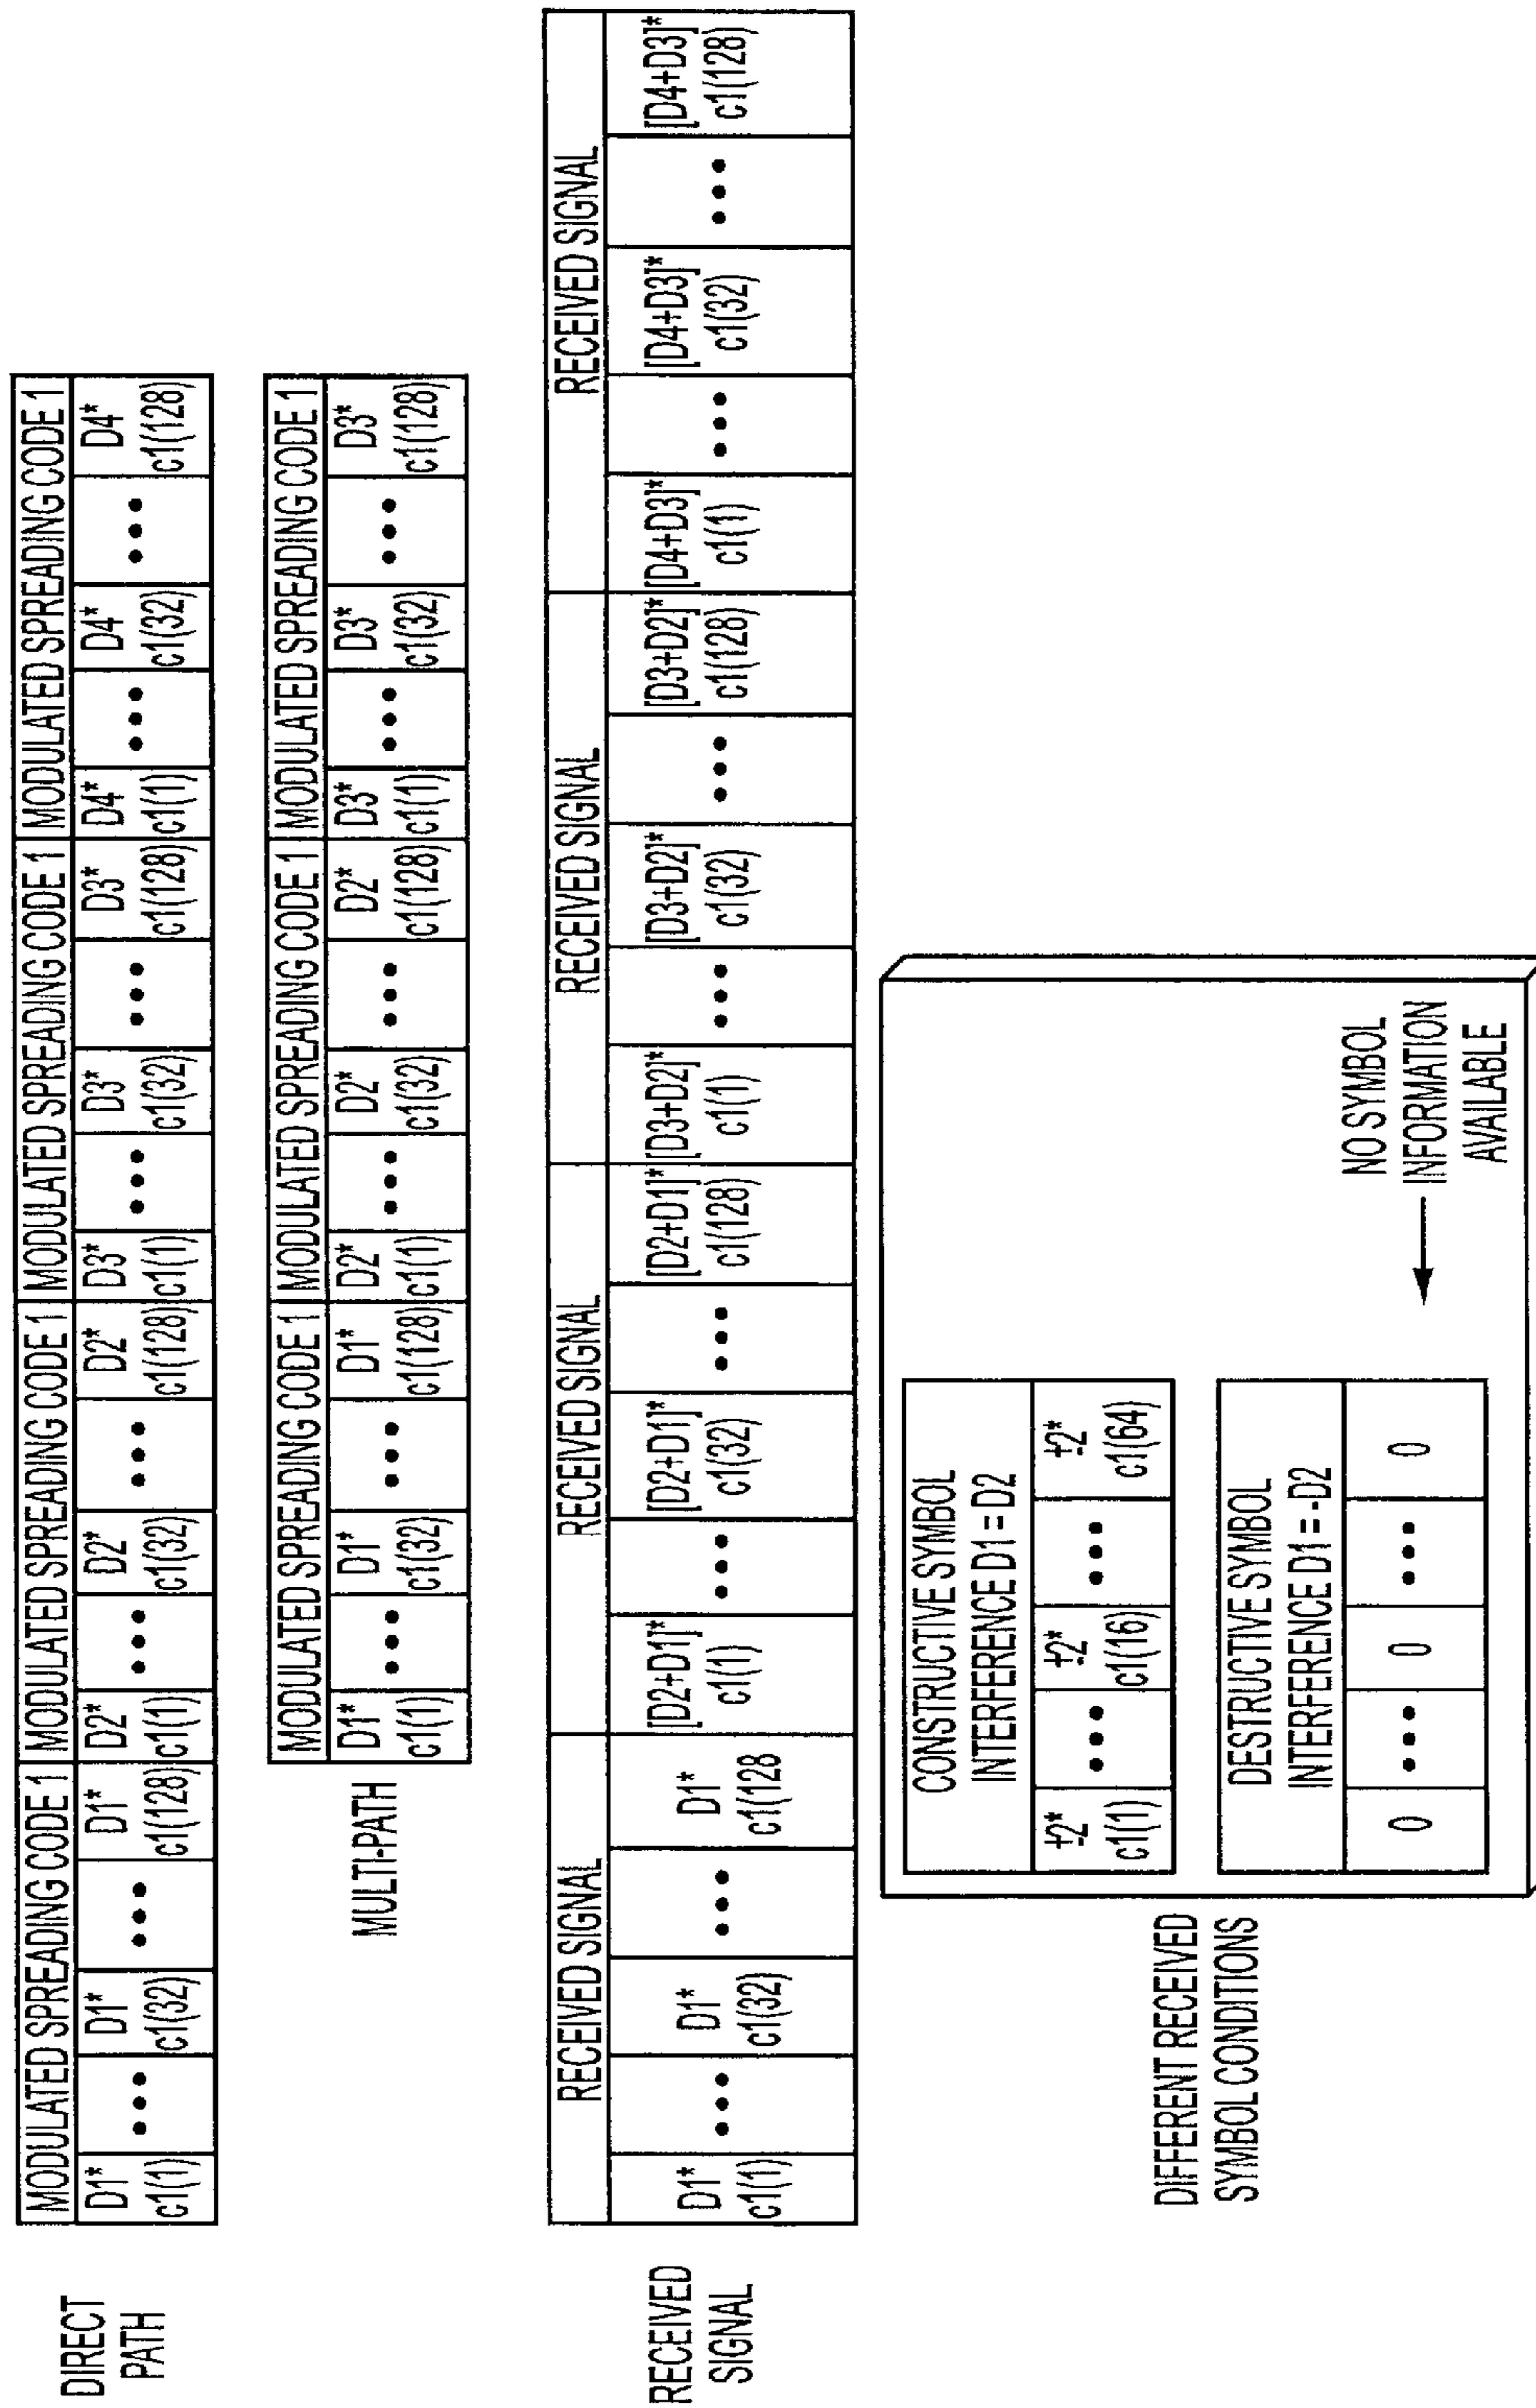 DIRECT
PATH
MODULATED SPREADING CODE 1
MODULATED SPREADING CODE 1
MODULATED SPREADING CODE 1
MODULATED SPREADING CODE 1
D1*
c1(1)
•••
D1*
c1(32)
•••
D1*
c1(128)
D2*
c1(1)
•••
D2*
c1(32)
•••
D2*
c1(128)
D3*
c1(1)
•••
D3*
c1(32)
•••
D3*
c1(128)
D4*
c1(1)
•••
D4*
c1(32)
•••
D4*
c1(128)
MULTI-PATH
MODULATED SPREADING CODE 1
MODULATED SPREADING CODE 1
MODULATED SPREADING CODE 1
D1*
c1(1)
•••
D1*
c1(32)
•••
D1*
c1(128)
D2*
c1(1)
•••
D2*
c1(32)
•••
D2*
c1(128)
D3*
c1(1)
•••
D3*
c1(32)
•••
D3*
c1(128)
RECEIVED
SIGNAL
RECEIVED SIGNAL
RECEIVED SIGNAL
RECEIVED SIGNAL
RECEIVED SIGNAL
D1*
c1(1)
•••
D1*
c1(32)
•••
D1*
c1(128
[D2+D1]*
c1(1)
•••
[D2+D1]*
c1(32)
•••
[D2+D1]*
c1(128)
[D3+D2]*
c1(1)
•••
[D3+D2]*
c1(32)
•••
[D3+D2]*
c1(128)
[D4+D3]*
c1(1)
•••
[D4+D3]*
c1(32)
•••
[D4+D3]*
c1(128)
DIFFERENT RECEIVED
SYMBOL CONDITIONS
CONSTRUCTIVE SYMBOL
INTERFERENCE D1 = D2
±2*
c1(1)
•••
±2*
c1(16)
•••
±2*
c1(64)
DESTRUCTIVE SYMBOL
INTERFERENCE D1 = -D2
0
•••
0
•••
0
NO SYMBOL
INFORMATION
AVAILABLE